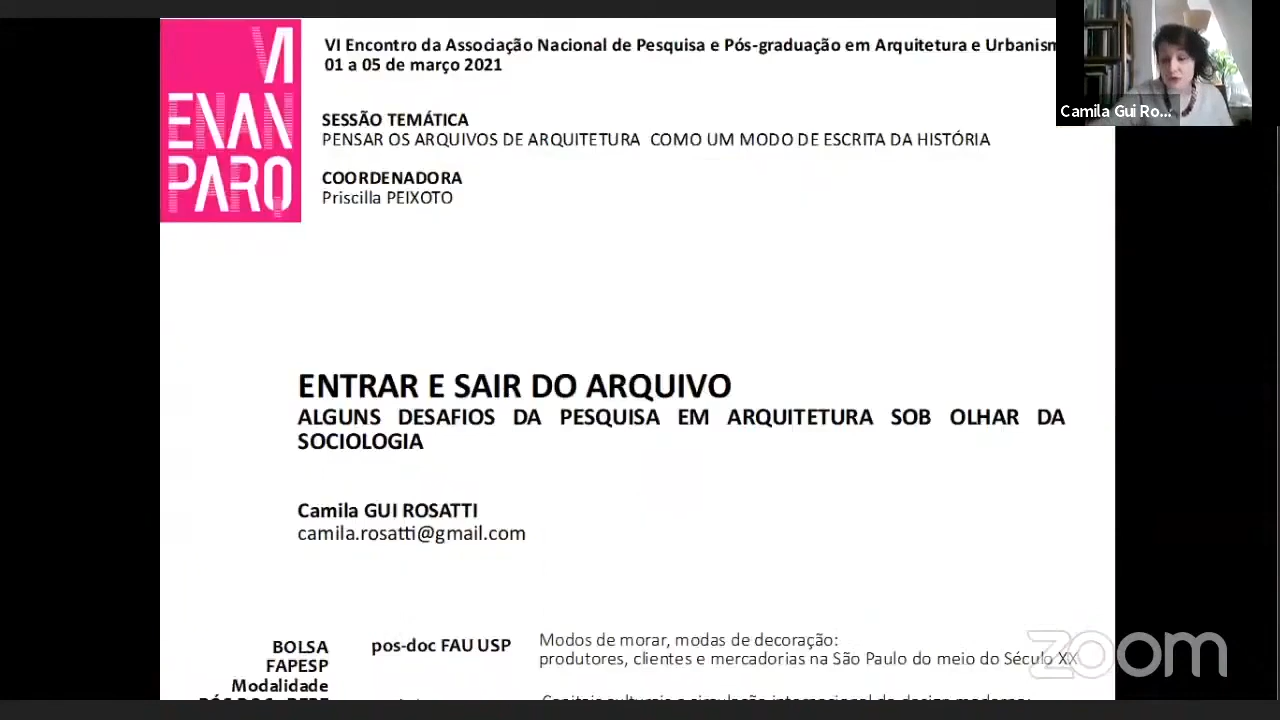 VI
ENAN
PARQ
VI Encontro da Associação Nacional de Pesquisa e Pós-graduação em Arquitetura e
01 a 05 de março 2021
Camila Gui Ro...
SESSÃO TEMÁTICA
PENSAR OS ARQUIVOS DE ARQUITETURA COMO UM MODO DE ESCRITA DA HISTÓRIA
COORDENADORA
Priscilla PEIXOTO
ENTRAR E SAIR DO ARQUIVO
ALGUNS DESAFIOS DA PESQUISA EM ARQUITETURA SOB OLHAR DA
SOCIOLOGIA
Camila GUI ROSATTI
camila.rosatti@gmail.com
BOLSA
FAPESP
Modalidade
pos-doc FAU USP
Modos de morar, modas de decoração:
produtores, clientes e mercadorias na São Paulo do meio do Século XX
zoom